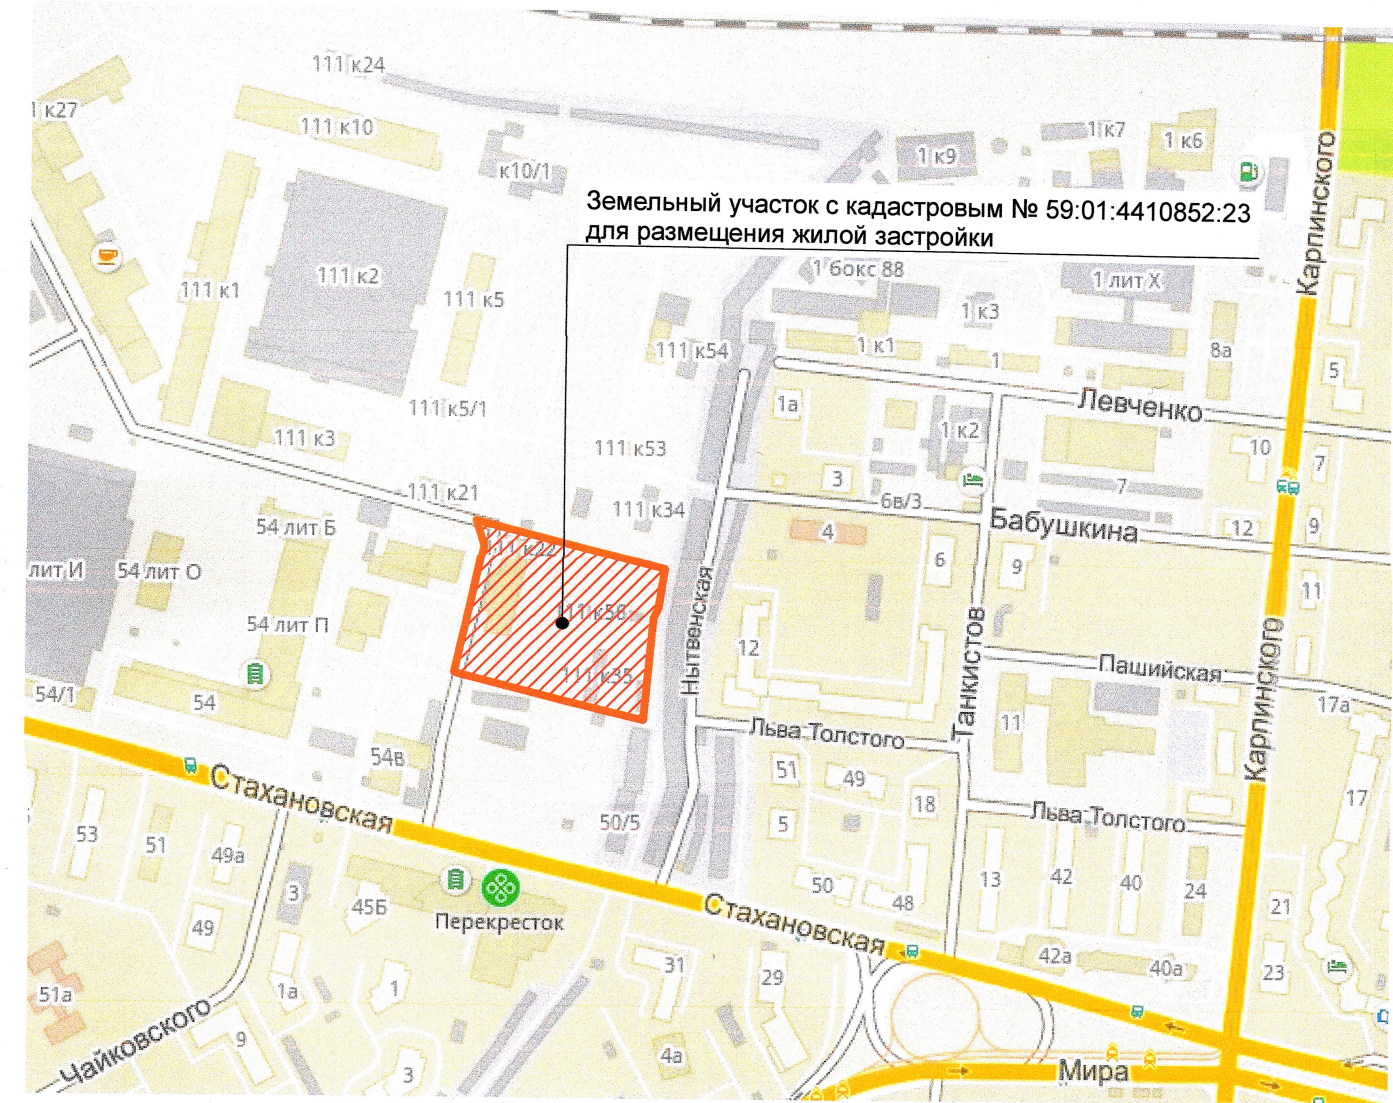 111 к24
1 к27
111 к10
1 к7
1 к6
1 к9
к10/1
Карпинского
Земельный участок с кадастровым № 59:01:4410852:23
для размещения жилой застройки
111 к2
111 к1
111 к5
1 бокс 88
1 лит Х
1 к3
111 к54
1 к1
1
8а
5
111 к5/1
1а
Левченко
111 к3
111 к53
1 к2
10
7
3
111 к21
111 к34
6в/3
7
54 лит Б
Бабушкина
12
9
4
111 к22
лит И
54 лит О
6
9
11
Нытвенская
111 к56
54 лит П
Танкистов
Карпинского
12
Пашийская
111 к35
54/1
54
17а
11
Льва Толстого
54в
51
49
Стахановская
18
17
53
51
49а
50/5
5
Льва Толстого
3
45Б
50
48
13
42
40
24
21
49
Перекресток
Стахановская
31
29
42а
40а
23
51а
1а
1
Чайковского
9
3
4а
Мира